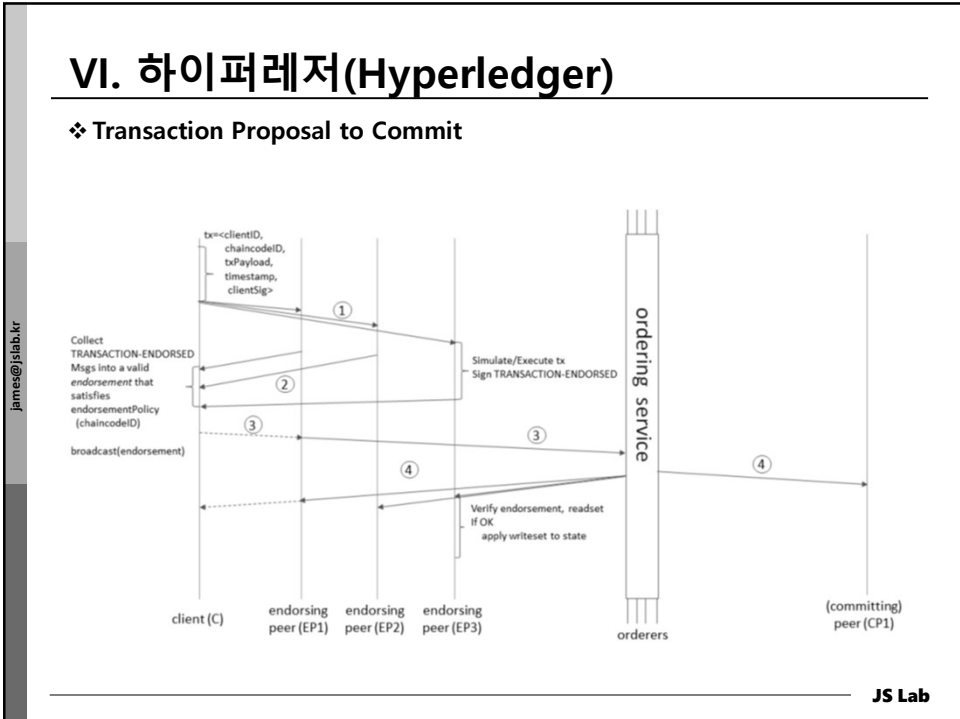 VI. 하이퍼레저(Hyperledger)
❖ Transaction Proposal to Commit
james@jslab.kr
tx=<clientID,
chaincodeID,
txPayload,
timestamp,
clientSig>
①
Collect
TRANSACTION-ENDORSED
Msgs into a valid
endorsement that
satisfies
endorsementPolicy
(chaincodeID)
broadcast(endorsement)
②
Simulate/Execute tx
Sign TRANSACTION-ENDORSED
③
③
④
④
Verify endorsement, readset
If OK
apply writeset to state
ordering service
client (C)
endorsing
peer (EP1)
endorsing
peer (EP2)
endorsing
peer (EP3)
orderers
(committing)
peer (CP1)
JS Lab